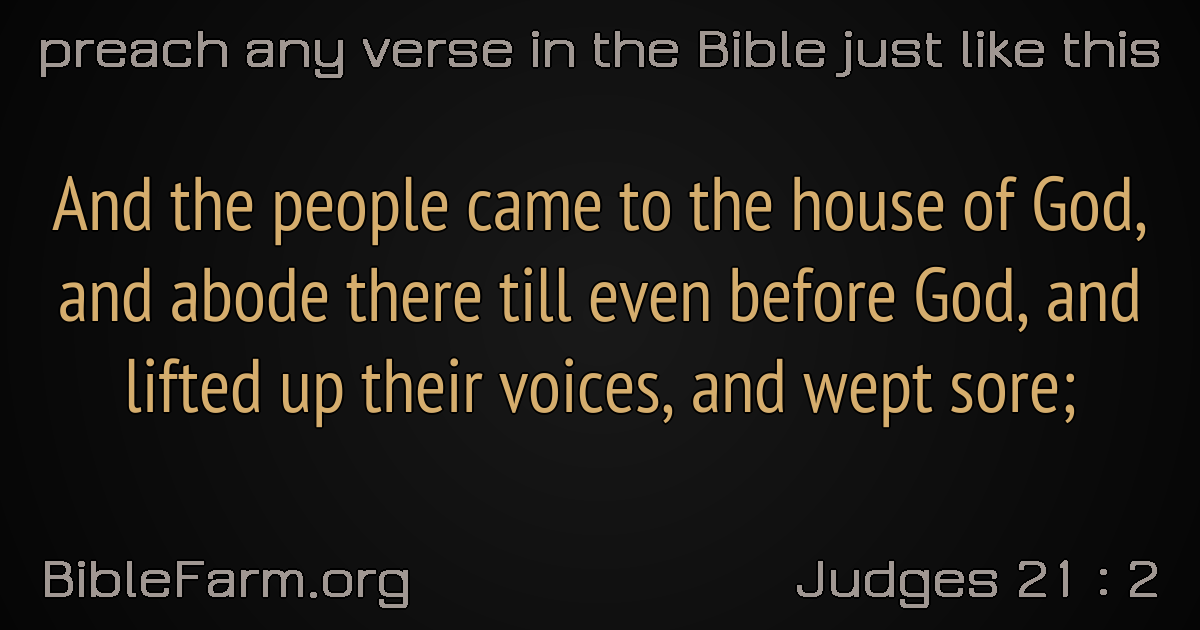 preach any verse in the Bible just like this
And the people came to the house of God,
and abode there till even before God, and
lifted up their voices, and wept sore;
BibleFarm.org
Judges 21 : 2